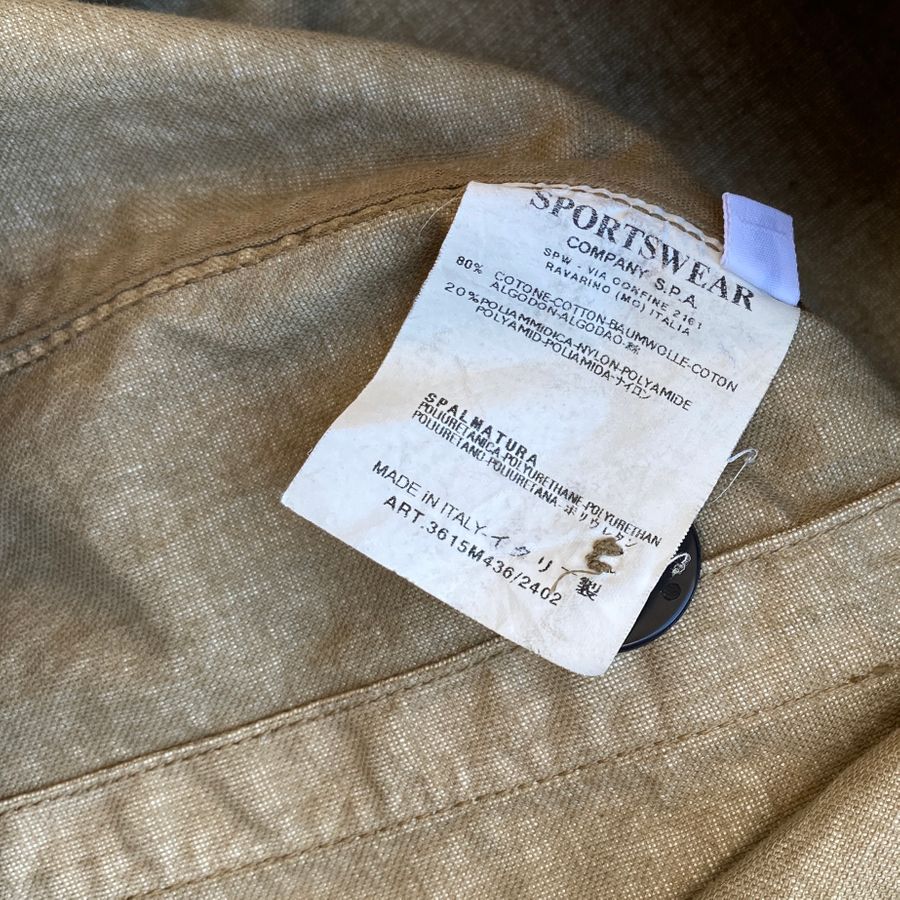 SPORTSWEAR
COMPANY S.P.A.
SPW - VIA CONFINE 2161
RAVARINO (MO) ITALIA
80% COTONE-COTTON-BAUMWOLLE-COTON
ALGODON-ALGODAO-綿
20%POLIAMMIDICA-NYLON-POLYAMIDE
POLYAMID-POLIAMIDA-ナイロン
SPALMATURA
POLIURETANICA-POLYURETHANE-POLYURETHAN
POLIURETANO-POLIURETANA-ポリウレタン
MADE IN ITALY-イタリア製
ART.3615M436/2402